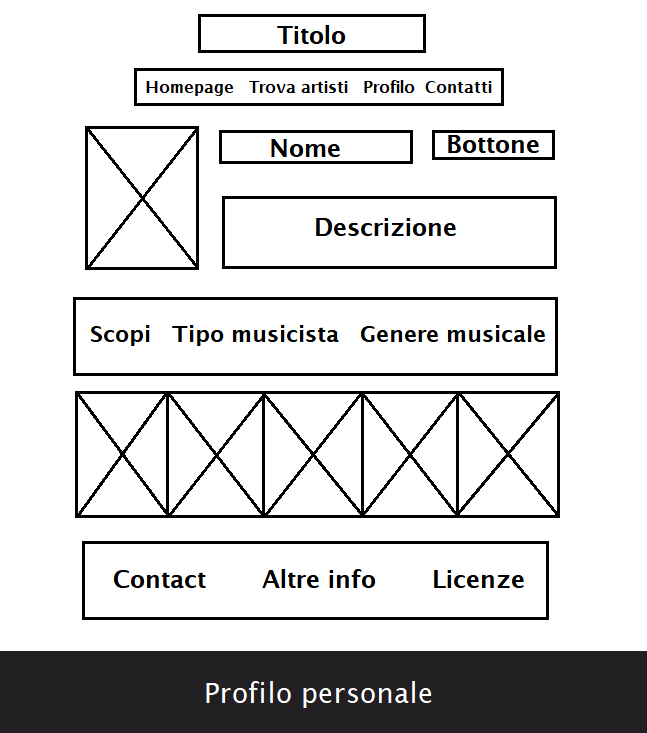 Titolo
Homepage Trova artisti Profilo Contatti
Nome Bottone
Descrizione
Scopi Tipo musicista Genere musicale
Contact Altre info Licenze
Profilo personale